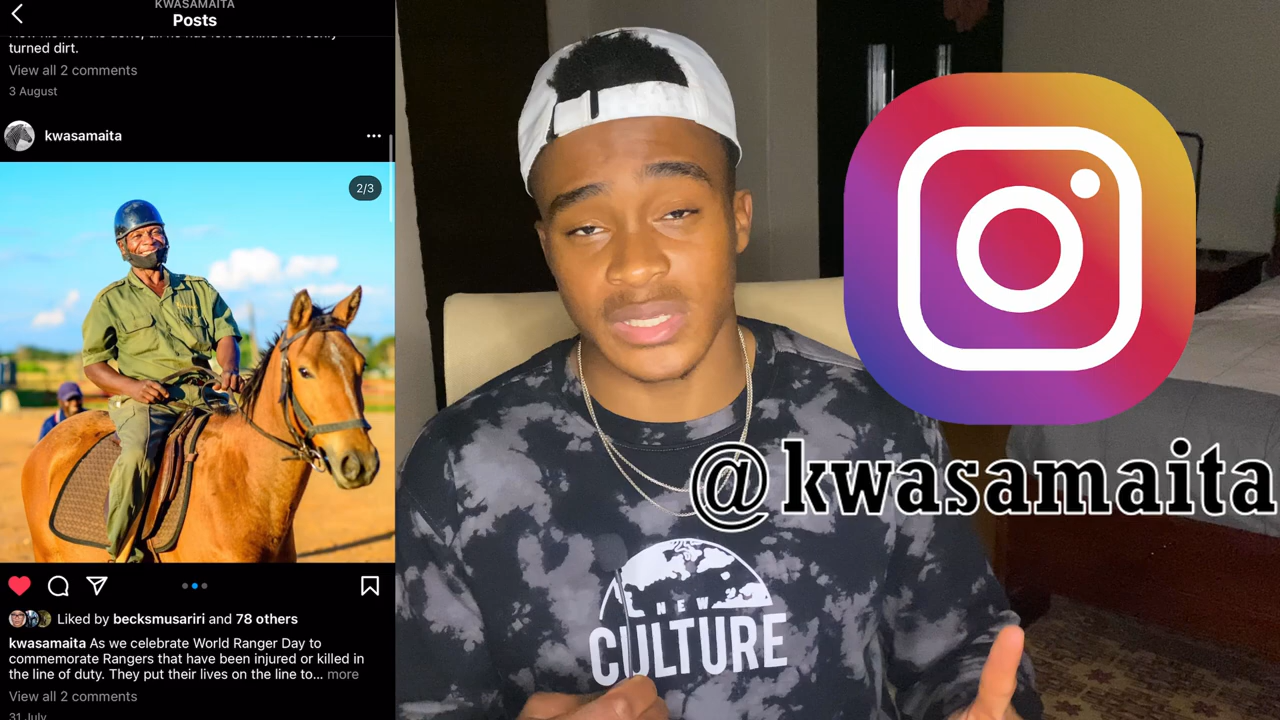 KWASAMAITA
Posts
turned dirt.
View all 2 comments
3 August
kwasamaita
2/3
Liked by becksmusariri and 78 others
kwasamaita As we celebrate World Ranger Day to
commemorate Rangers that have been injured or killed in
the line of duty. They put their lives on the line to... more
View all 2 comments
31 July
@kwasamaita
NEW
CULTURE